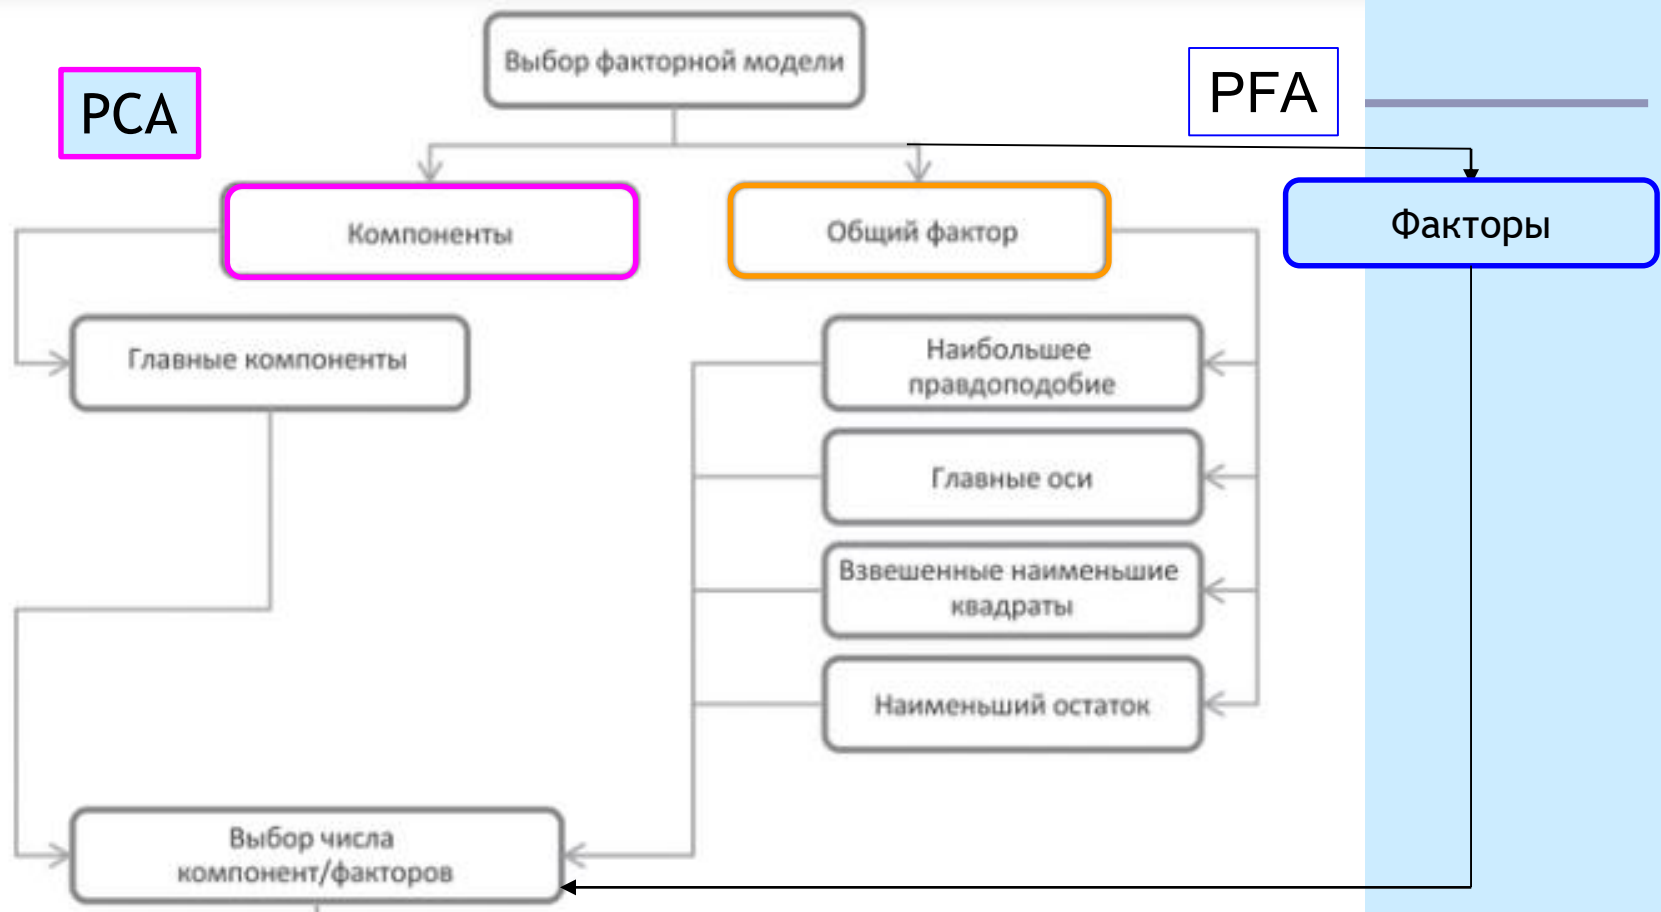 Выбор факторной модели
PCA
PFA
Компоненты
Общий фактор
Факторы
Главные компоненты
Наибольшее
правдоподобие
Главные оси
Взвешенные наименьшие
квадраты
Наименьший остаток
Выбор числа
компонент/факторов